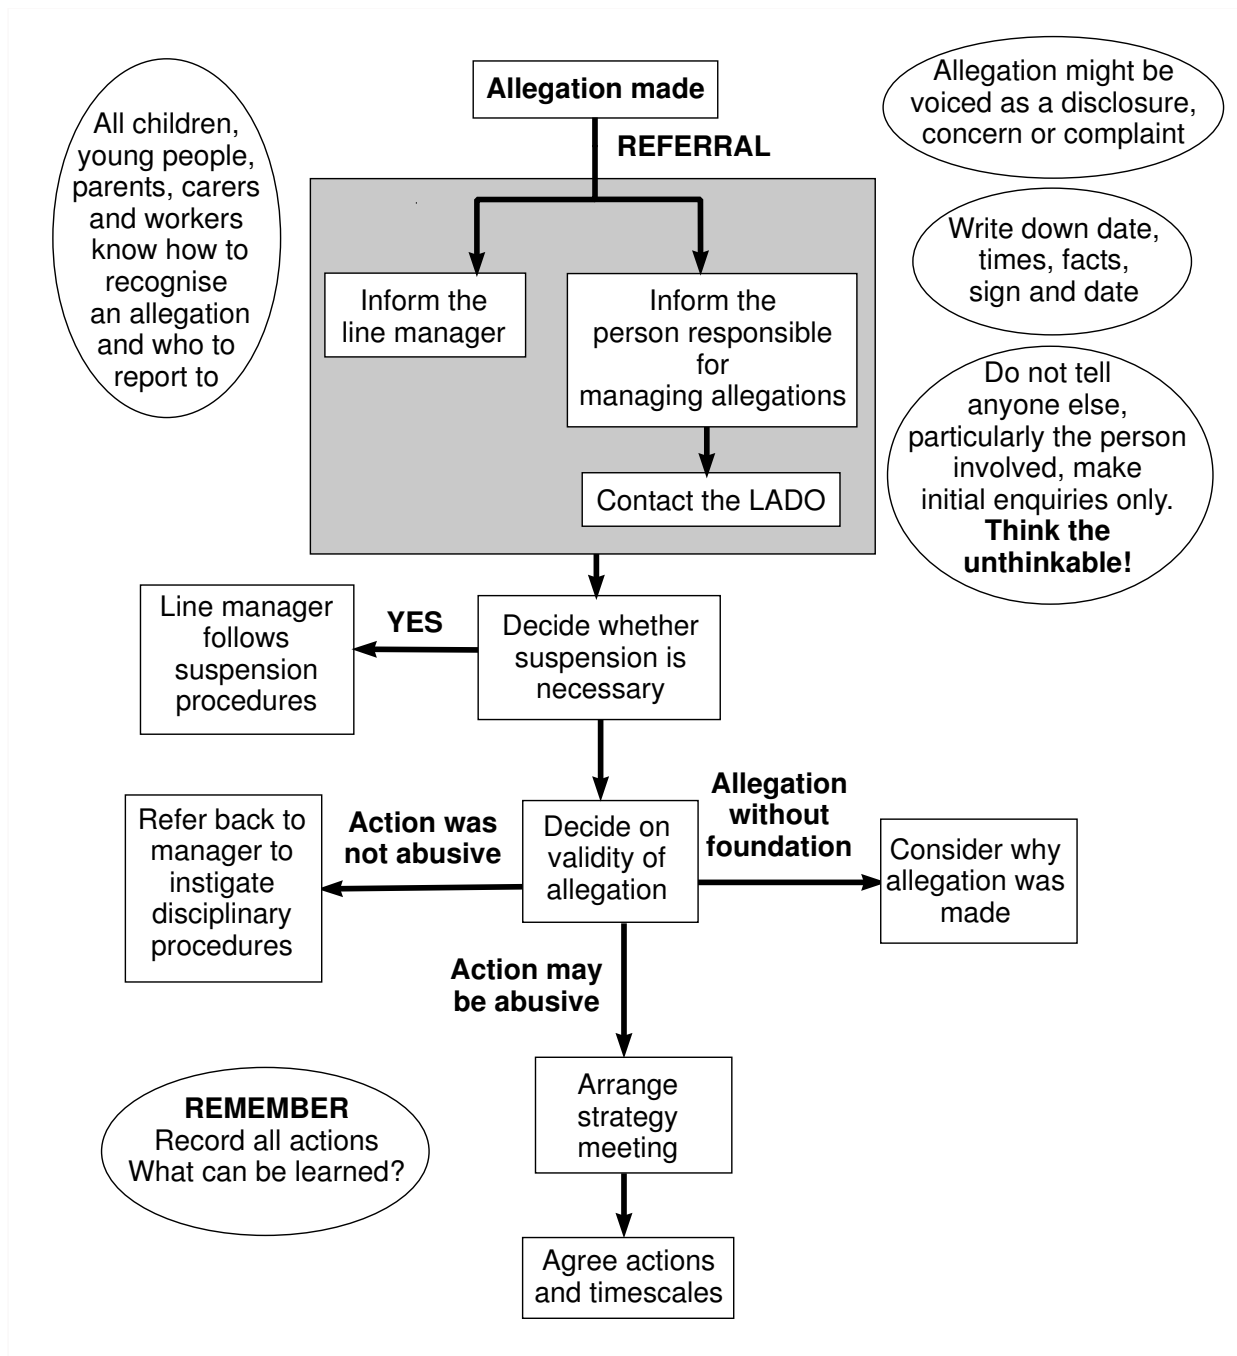 Allegation made
REFERRAL
All children,
young people,
parents, carers
and workers
know how to
recognise
an allegation
and who to
report to
Allegation might be
voiced as a disclosure,
concern or complaint
Write down date,
times, facts,
sign and date
Do not tell
anyone else,
particularly the person
involved, make
initial enquiries only.
Think the
unthinkable!
Inform the
line manager
Inform the
person responsible
for
managing allegations
Contact the LADO
Decide whether
suspension is
necessary
YES
Line manager
follows
suspension
procedures
Decide on
validity of
allegation
Action was
not abusive
Refer back to
manager to
instigate
disciplinary
procedures
Allegation
without
foundation
Consider why
allegation was
made
Action may
be abusive
Arrange
strategy
meeting
Agree actions
and timescales
REMEMBER
Record all actions
What can be learned?